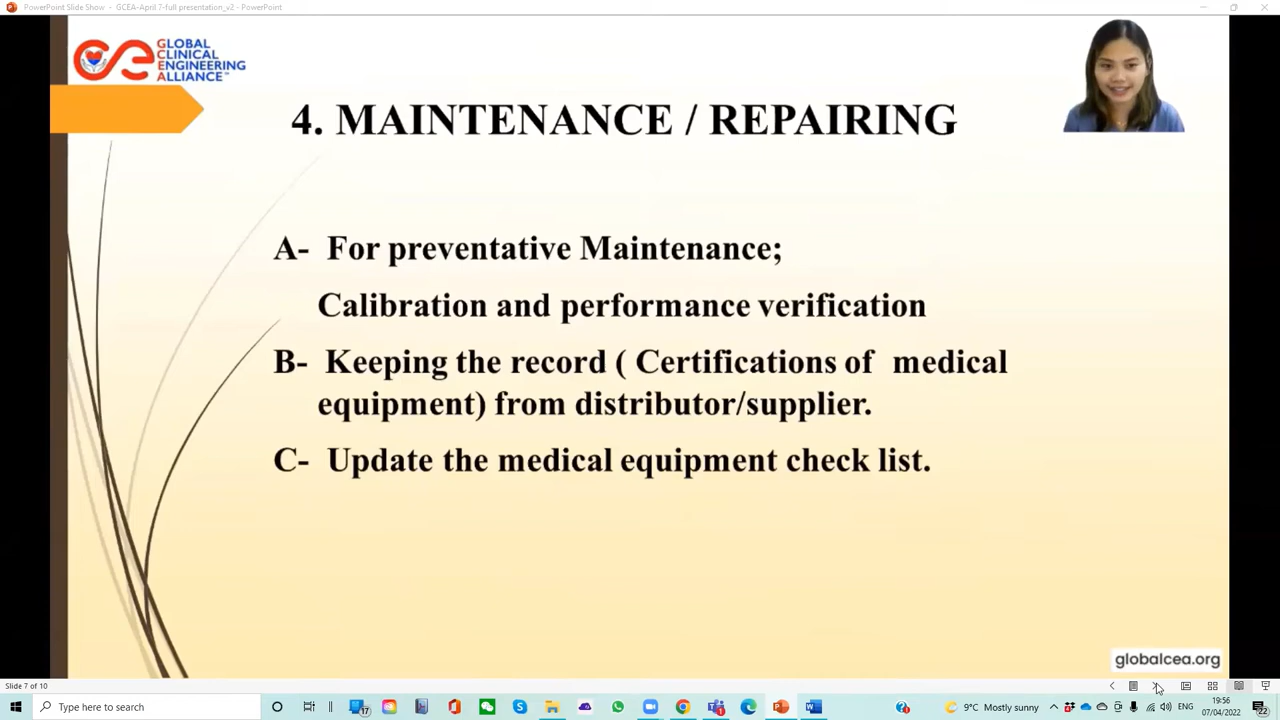 PowerPoint Slide Show - GCEA-April 7-full presentation_v2 - PowerPoint
GLOBAL
CLINICAL
ENGINEERING
ALLIANCE™
4. MAINTENANCE / REPAIRING
A- For preventative Maintenance;
Calibration and performance verification
B- Keeping the record ( Certifications of medical
equipment) from distributor/supplier.
C- Update the medical equipment check list.
globalcea.org
Slide 7 of 10
Type here to search
17
9°C Mostly sunny
ENG
19:56
07/04/2022
22